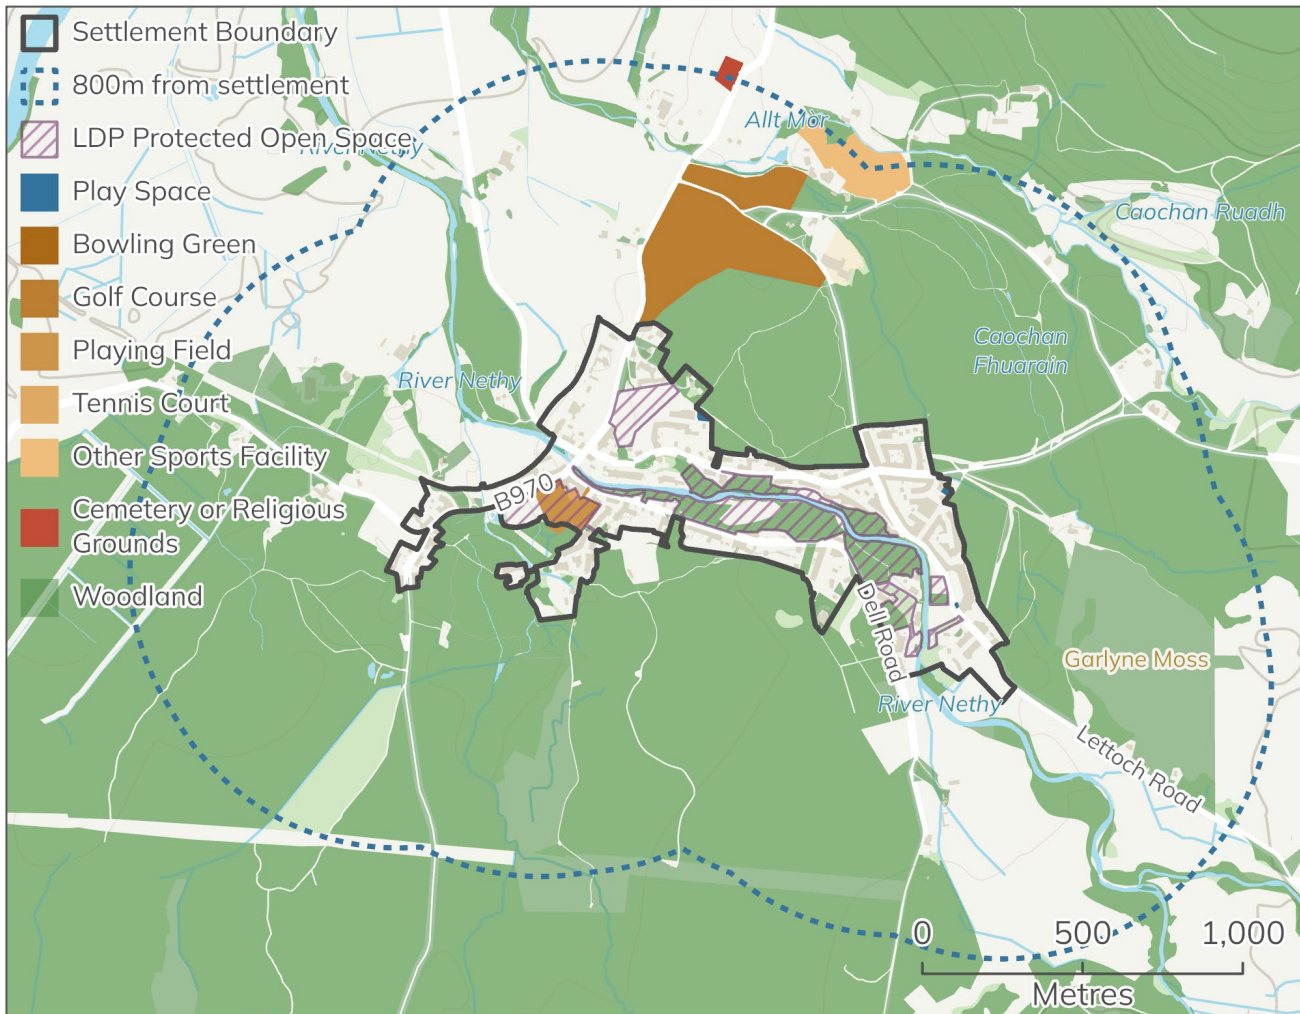 Settlement Boundary
800m from settlement
LDP Protected Open Space
River Nethy
Play Space
Bowling Green
Golf Course
Playing Field
Tennis Court
Other Sports Facility
Cemetery or Religious
Grounds
Woodland
Allt Mòr
Caochan Ruadh
Caochan
Fhuarain
River Nethy
B970
Dell Road
Garlyne Moss
River Nethy
Lettoch Road
0 500 1,000
Metres